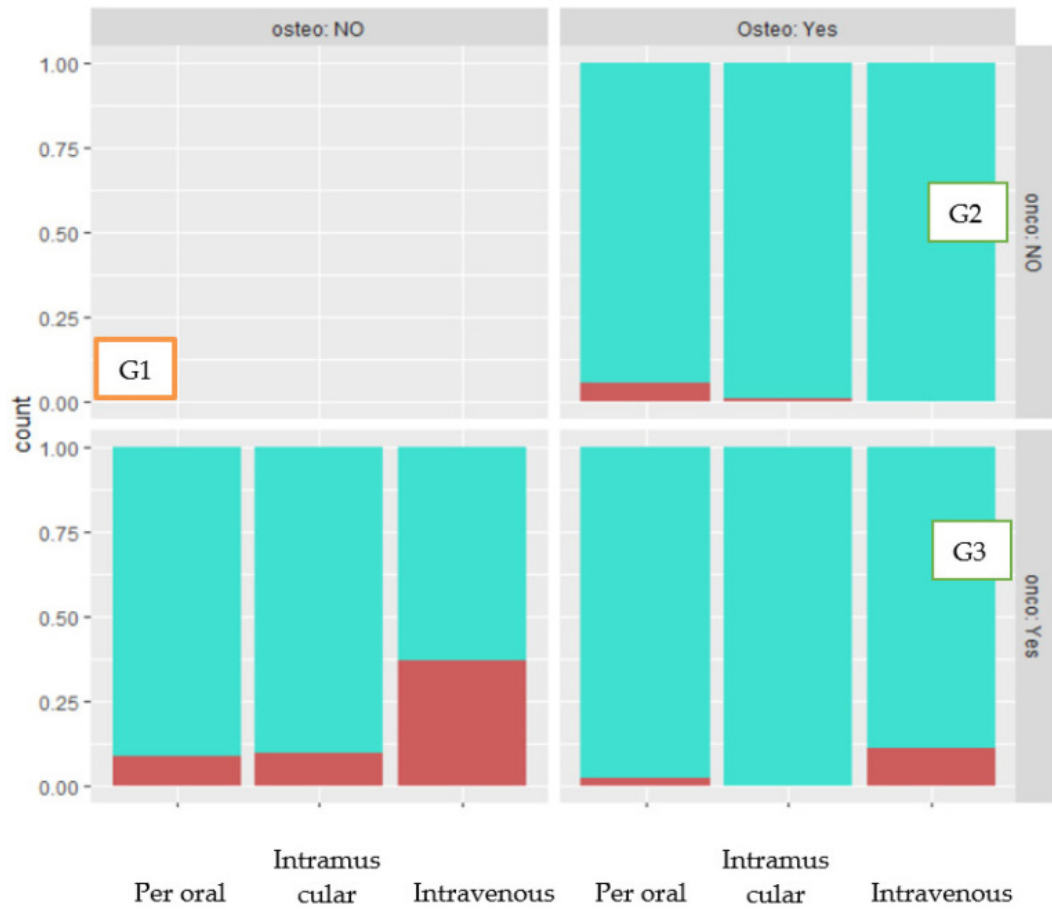 osteo: NO
Osteo: Yes
1.00
0.75
0.50
0.25
0.00
G1
G2
onco: NO
count
1.00
0.75
0.50
0.25
0.00
G3
onco: Yes
Per oral
Intramus
cular
Intravenous
Per oral
Intramus
cular
Intravenous